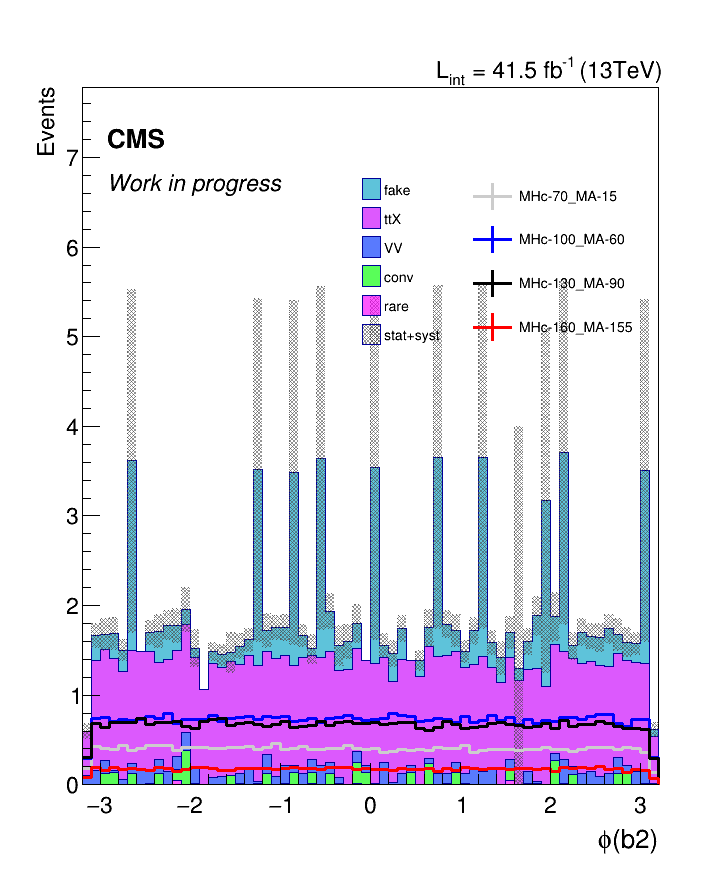 L_int = 41.5 fb^-1 (13TeV)
Events
CMS
Work in progress
fake
ttX
VV
conv
rare
stat+syst
MHc-70_MA-15
MHc-100_MA-60
MHc-130_MA-90
MHc-160_MA-155
7
6
5
4
3
2
1
0
−3 −2 −1 0 1 2 3
ϕ(b2)